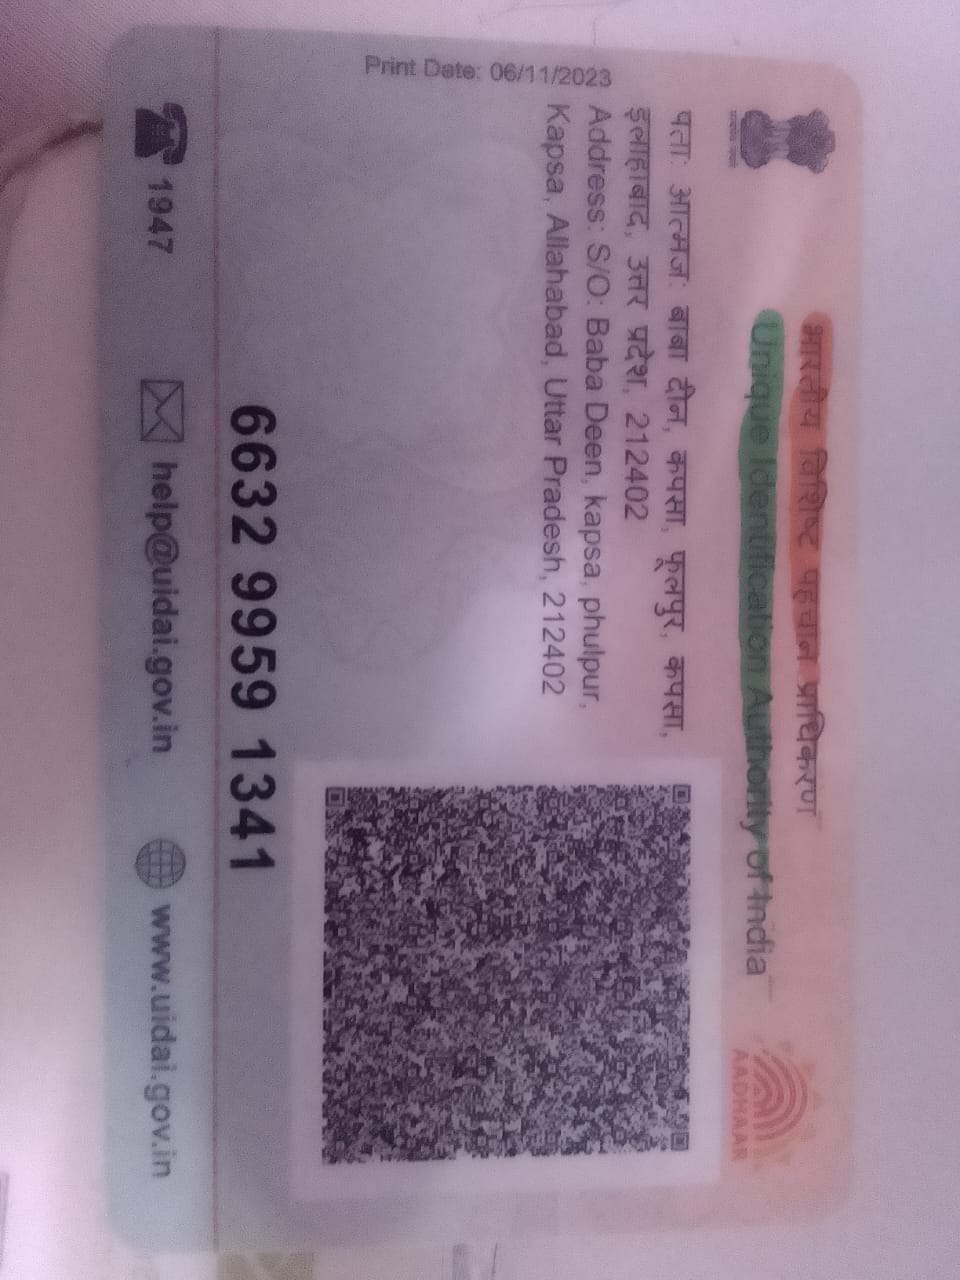 भारतीय विशिष्ट पहचान प्राधिकरण
Unique Identification Authority of India
AADHAAR
पता: आत्मज: बाबा दीन, कपसा, फूलपुर, कपसा,
इलाहाबाद, उत्तर प्रदेश, 212402
Address: S/O: Baba Deen, kapsa, phulpur,
Kapsa, Allahabad, Uttar Pradesh, 212402
Print Date: 06/11/2023
6632 9959 1341
1947
help@uidai.gov.in
www.uidai.gov.in